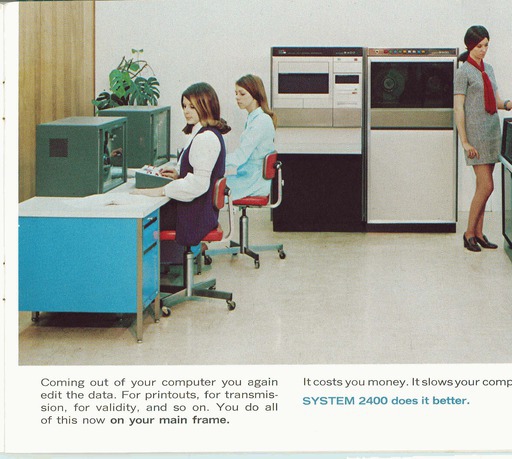 Coming out of your computer you again
edit the data. For printouts, for transmis-
sion, for validity, and so on. You do all
of this now on your main frame.
It costs you money. It slows your comp
SYSTEM 2400 does it better.